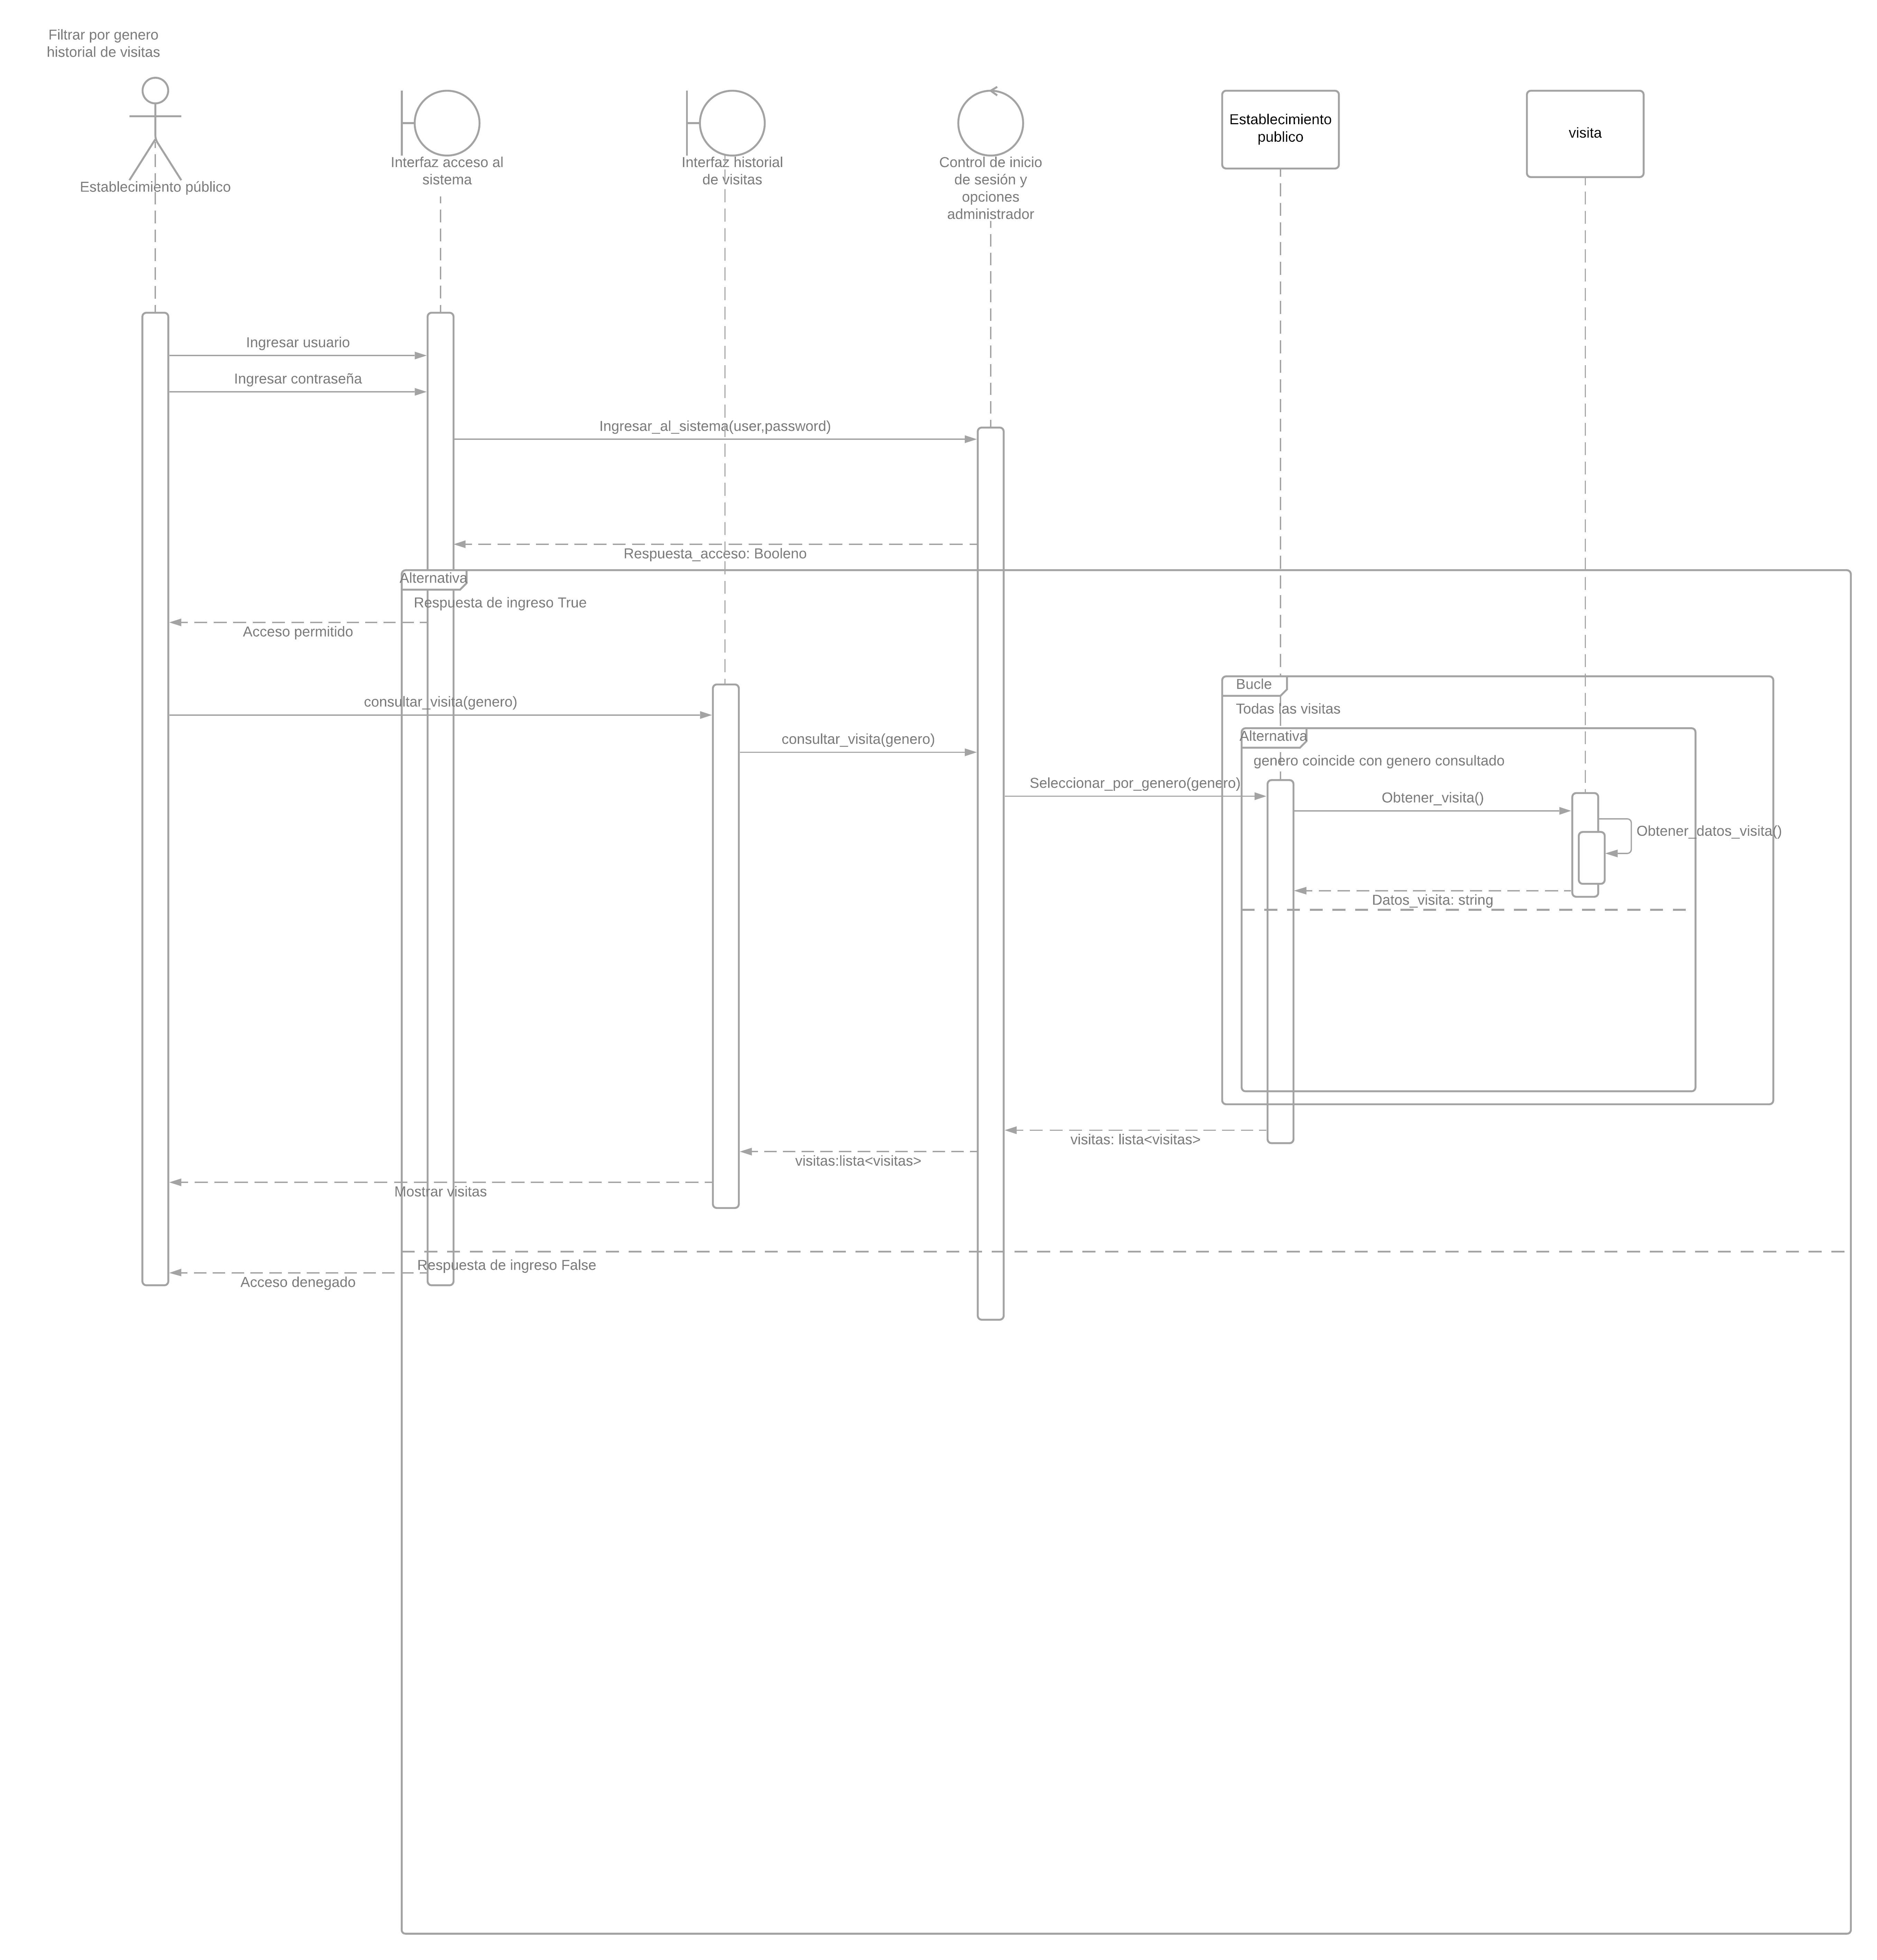 Filtrar por genero
historial de visitas
Establecimiento público
Interfaz acceso al
sistema
Interfaz historial
de visitas
Control de inicio
de sesión y
opciones
administrador
Establecimiento
publico
visita
Ingresar usuario
Ingresar contraseña
Ingresar_al_sistema(user,password)
Respuesta_acceso: Booleno
Alternativa
Respuesta de ingreso True
Acceso permitido
Bucle
Todas las visitas
consultar_visita(genero)
Alternativa
consultar_visita(genero)
genero coincide con genero consultado
Seleccionar_por_genero(genero)
Obtener_visita()
Obtener_datos_visita()
Datos_visita: string
visitas: lista<visitas>
visitas:lista<visitas>
Mostrar visitas
Respuesta de ingreso False
Acceso denegado